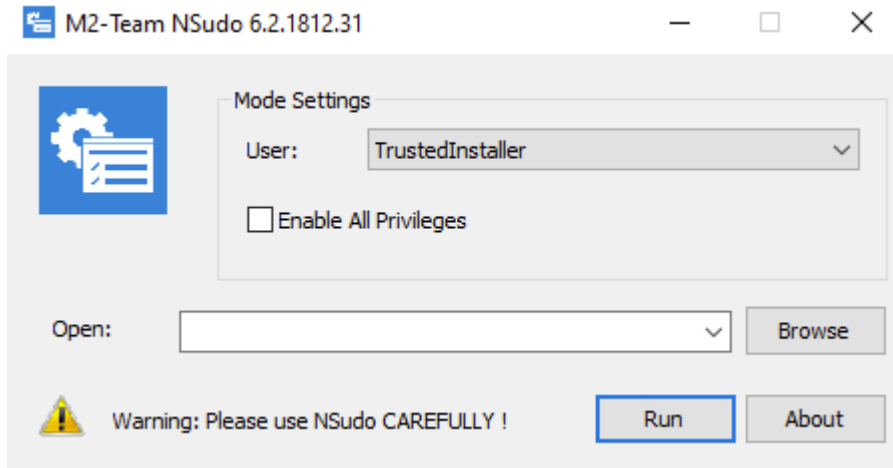 M2-Team NSudo 6.2.1812.31
Mode Settings
User: TrustedInstaller
Enable All Privileges
Open: Browse
Warning: Please use NSudo CAREFULLY ! Run About